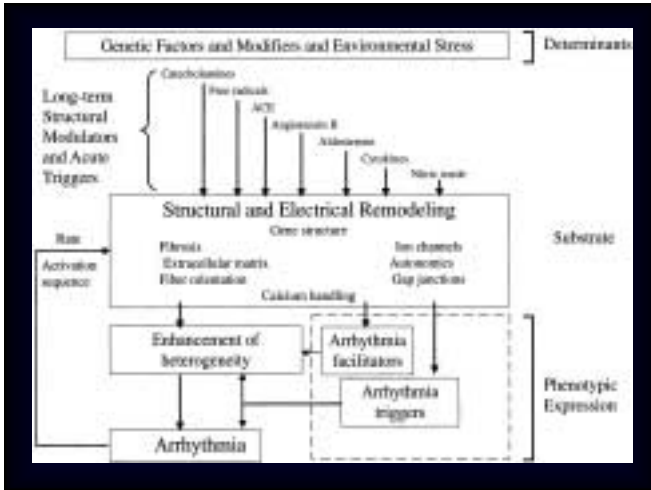 Genetic Factors and Modifiers and Environmental Stress
Determinants
Catecholamines
Free radicals
ACE
Angiotensin II
Aldosterone
Cytokines
Nitric oxide
Long-term
Structural
Modulators
and Acute
Triggers
Structural and Electrical Remodeling
Gene structure
Fibrosis
Extracellular matrix
Fiber orientation
Ion channels
Autonomics
Gap junctions
Calcium handling
Substrate
Rate
Activation
sequence
Enhancement of
heterogeneity
Arrhythmia
facilitators
Arrhythmia
triggers
Arrhythmia
Phenotypic
Expression